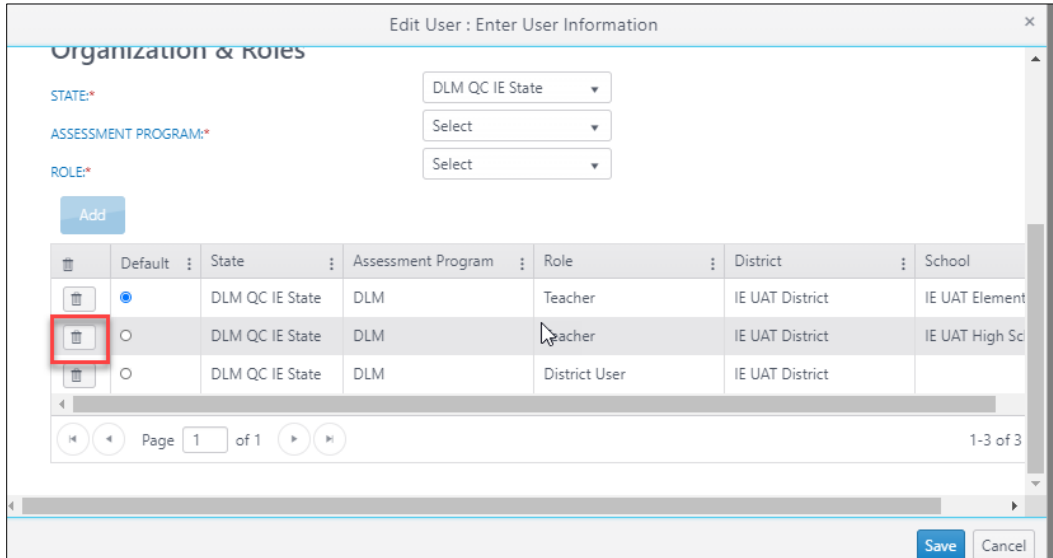 Edit User : Enter User Information
Organization & Roles
STATE:* DLM QC IE State
ASSESSMENT PROGRAM:* Select
ROLE:* Select
Add
Default State Assessment Program Role District School
DLM QC IE State DLM Teacher IE UAT District IE UAT Element
DLM QC IE State DLM Teacher IE UAT District IE UAT High Sc
DLM QC IE State DLM District User IE UAT District
Page 1 of 1 1-3 of 3
Save Cancel